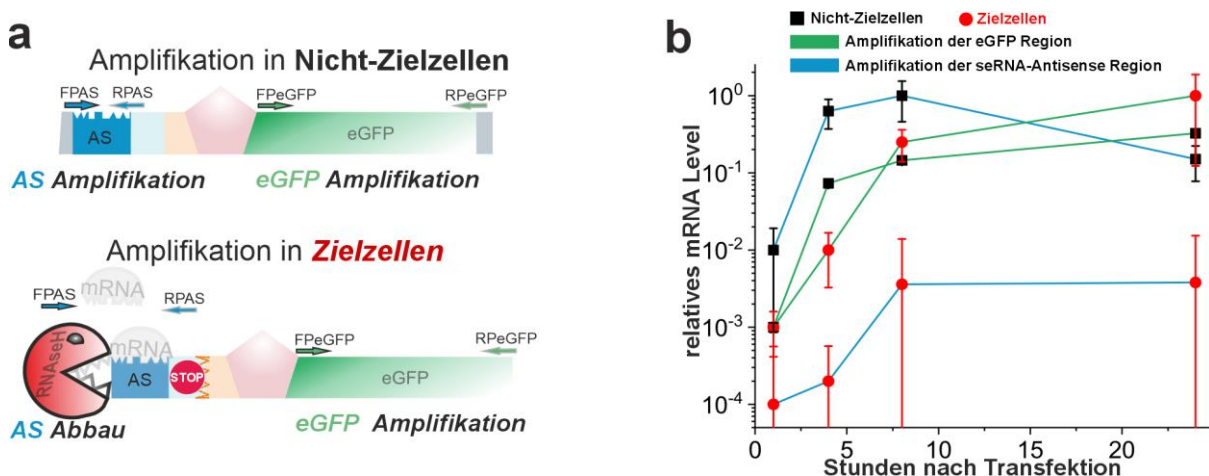 a
Amplifikation in Nicht-Zielzellen
FPAS RPAS FPeGFP RPeGFP
AS eGFP
AS Amplifikation eGFP Amplifikation
Amplifikation in Zielzellen
mRNA
FPAS RPAS FPeGFP RPeGFP
RNAseH mRNA
AS STOP eGFP
AS Abbau eGFP Amplifikation
b
Nicht-Zielzellen Zielzellen
Amplifikation der eGFP Region
Amplifikation der seRNA-Antisense Region
relatives mRNA Level
10⁰
10⁻¹
10⁻²
10⁻³
10⁻⁴
0 5 10 15 20
Stunden nach Transfektion